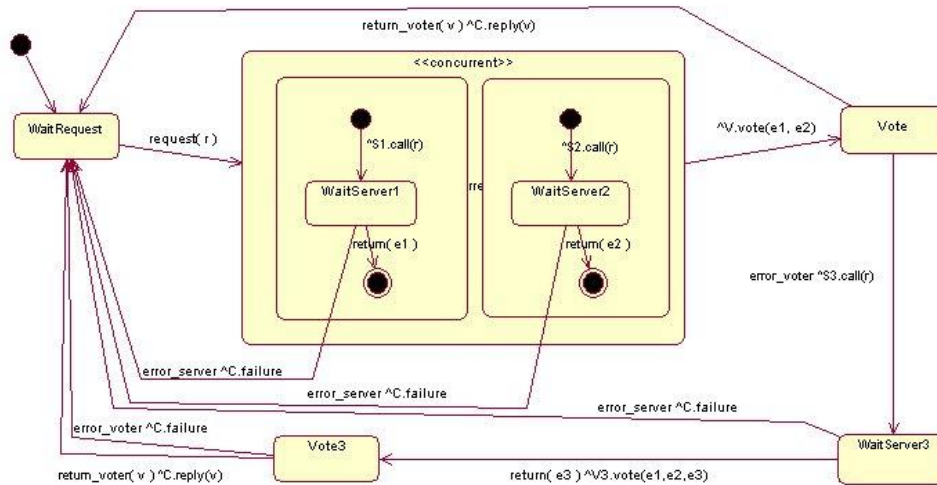 return_voter( v ) ^C.reply(v)
<<concurrent>>
WaitRequest
request( r )
^S1.call(r)
^S2.call(r)
^V.vote(e1, e2)
Vote
WaitServer1
WaitServer2
return( e1 )
return( e2 )
error_voter ^S3.call(r)
error_server ^C.failure
error_server ^C.failure
error_server ^C.failure
error_voter ^C.failure
Vote3
WaitServer3
return_voter( v ) ^C.reply(v)
return( e3 ) ^V3.vote(e1,e2,e3)